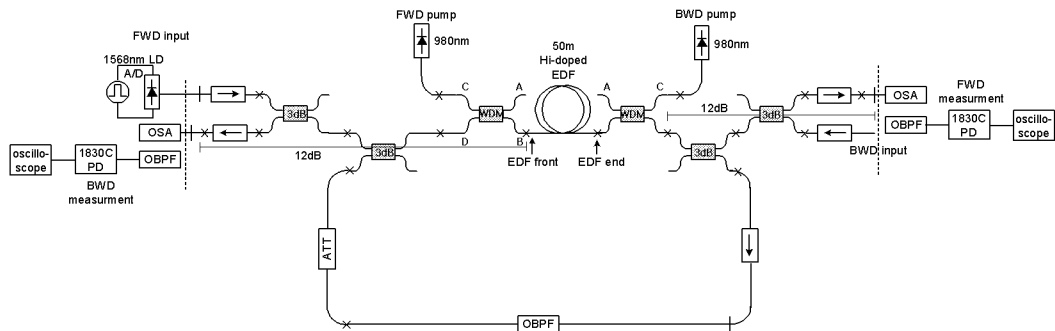 FWD input
1568nm LD
A/D
FWD pump
980nm
BWD pump
980nm
50m
Hi-doped
EDF
C
A
A
C
WDM
WDM
3dB
3dB
3dB
3dB
12dB
D
B
12dB
EDF front
EDF end
OSA
oscillo-
scope
1830C
PD
OBPF
BWD
measurment
OSA
OBPF
1830C
PD
oscillo-
scope
FWD
measurment
BWD input
ATT
OBPF